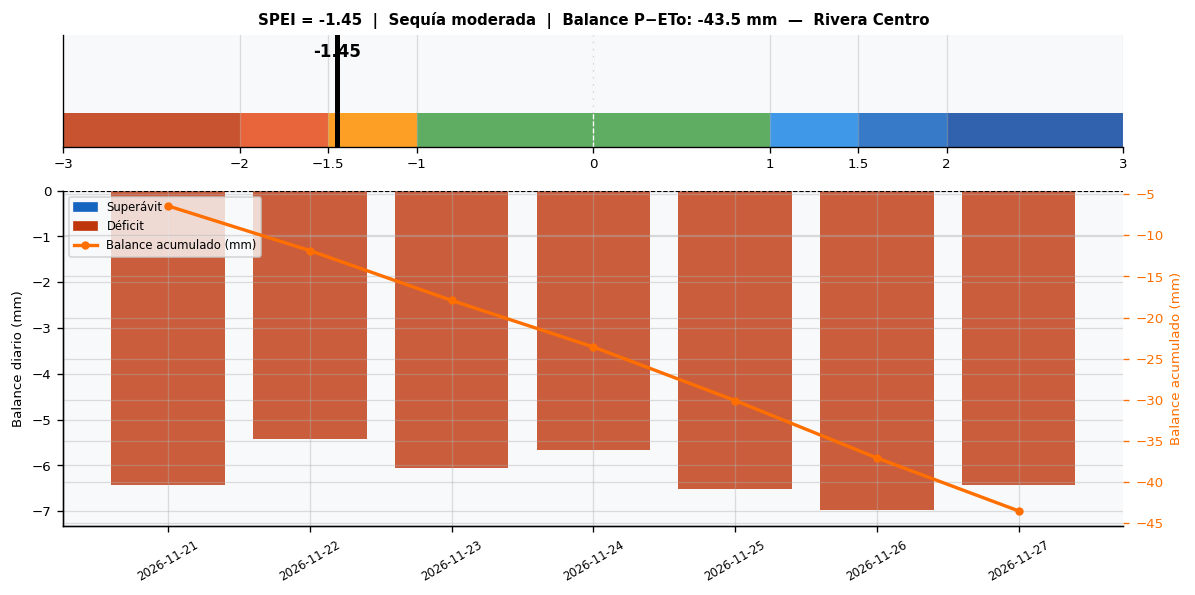 SPEI = -1.45 | Sequía moderada | Balance P−ETo: -43.5 mm — Rivera Centro
-1.45
−3 −2 −1.5 −1 0 1 1.5 2 3
Balance diario (mm)
0
−1
−2
−3
−4
−5
−6
−7
Superávit
Déficit
Balance acumulado (mm)
−5
−10
−15
−20
−25
−30
−35
−40
−45
Balance acumulado (mm)
2026-11-21 2026-11-22 2026-11-23 2026-11-24 2026-11-25 2026-11-26 2026-11-27